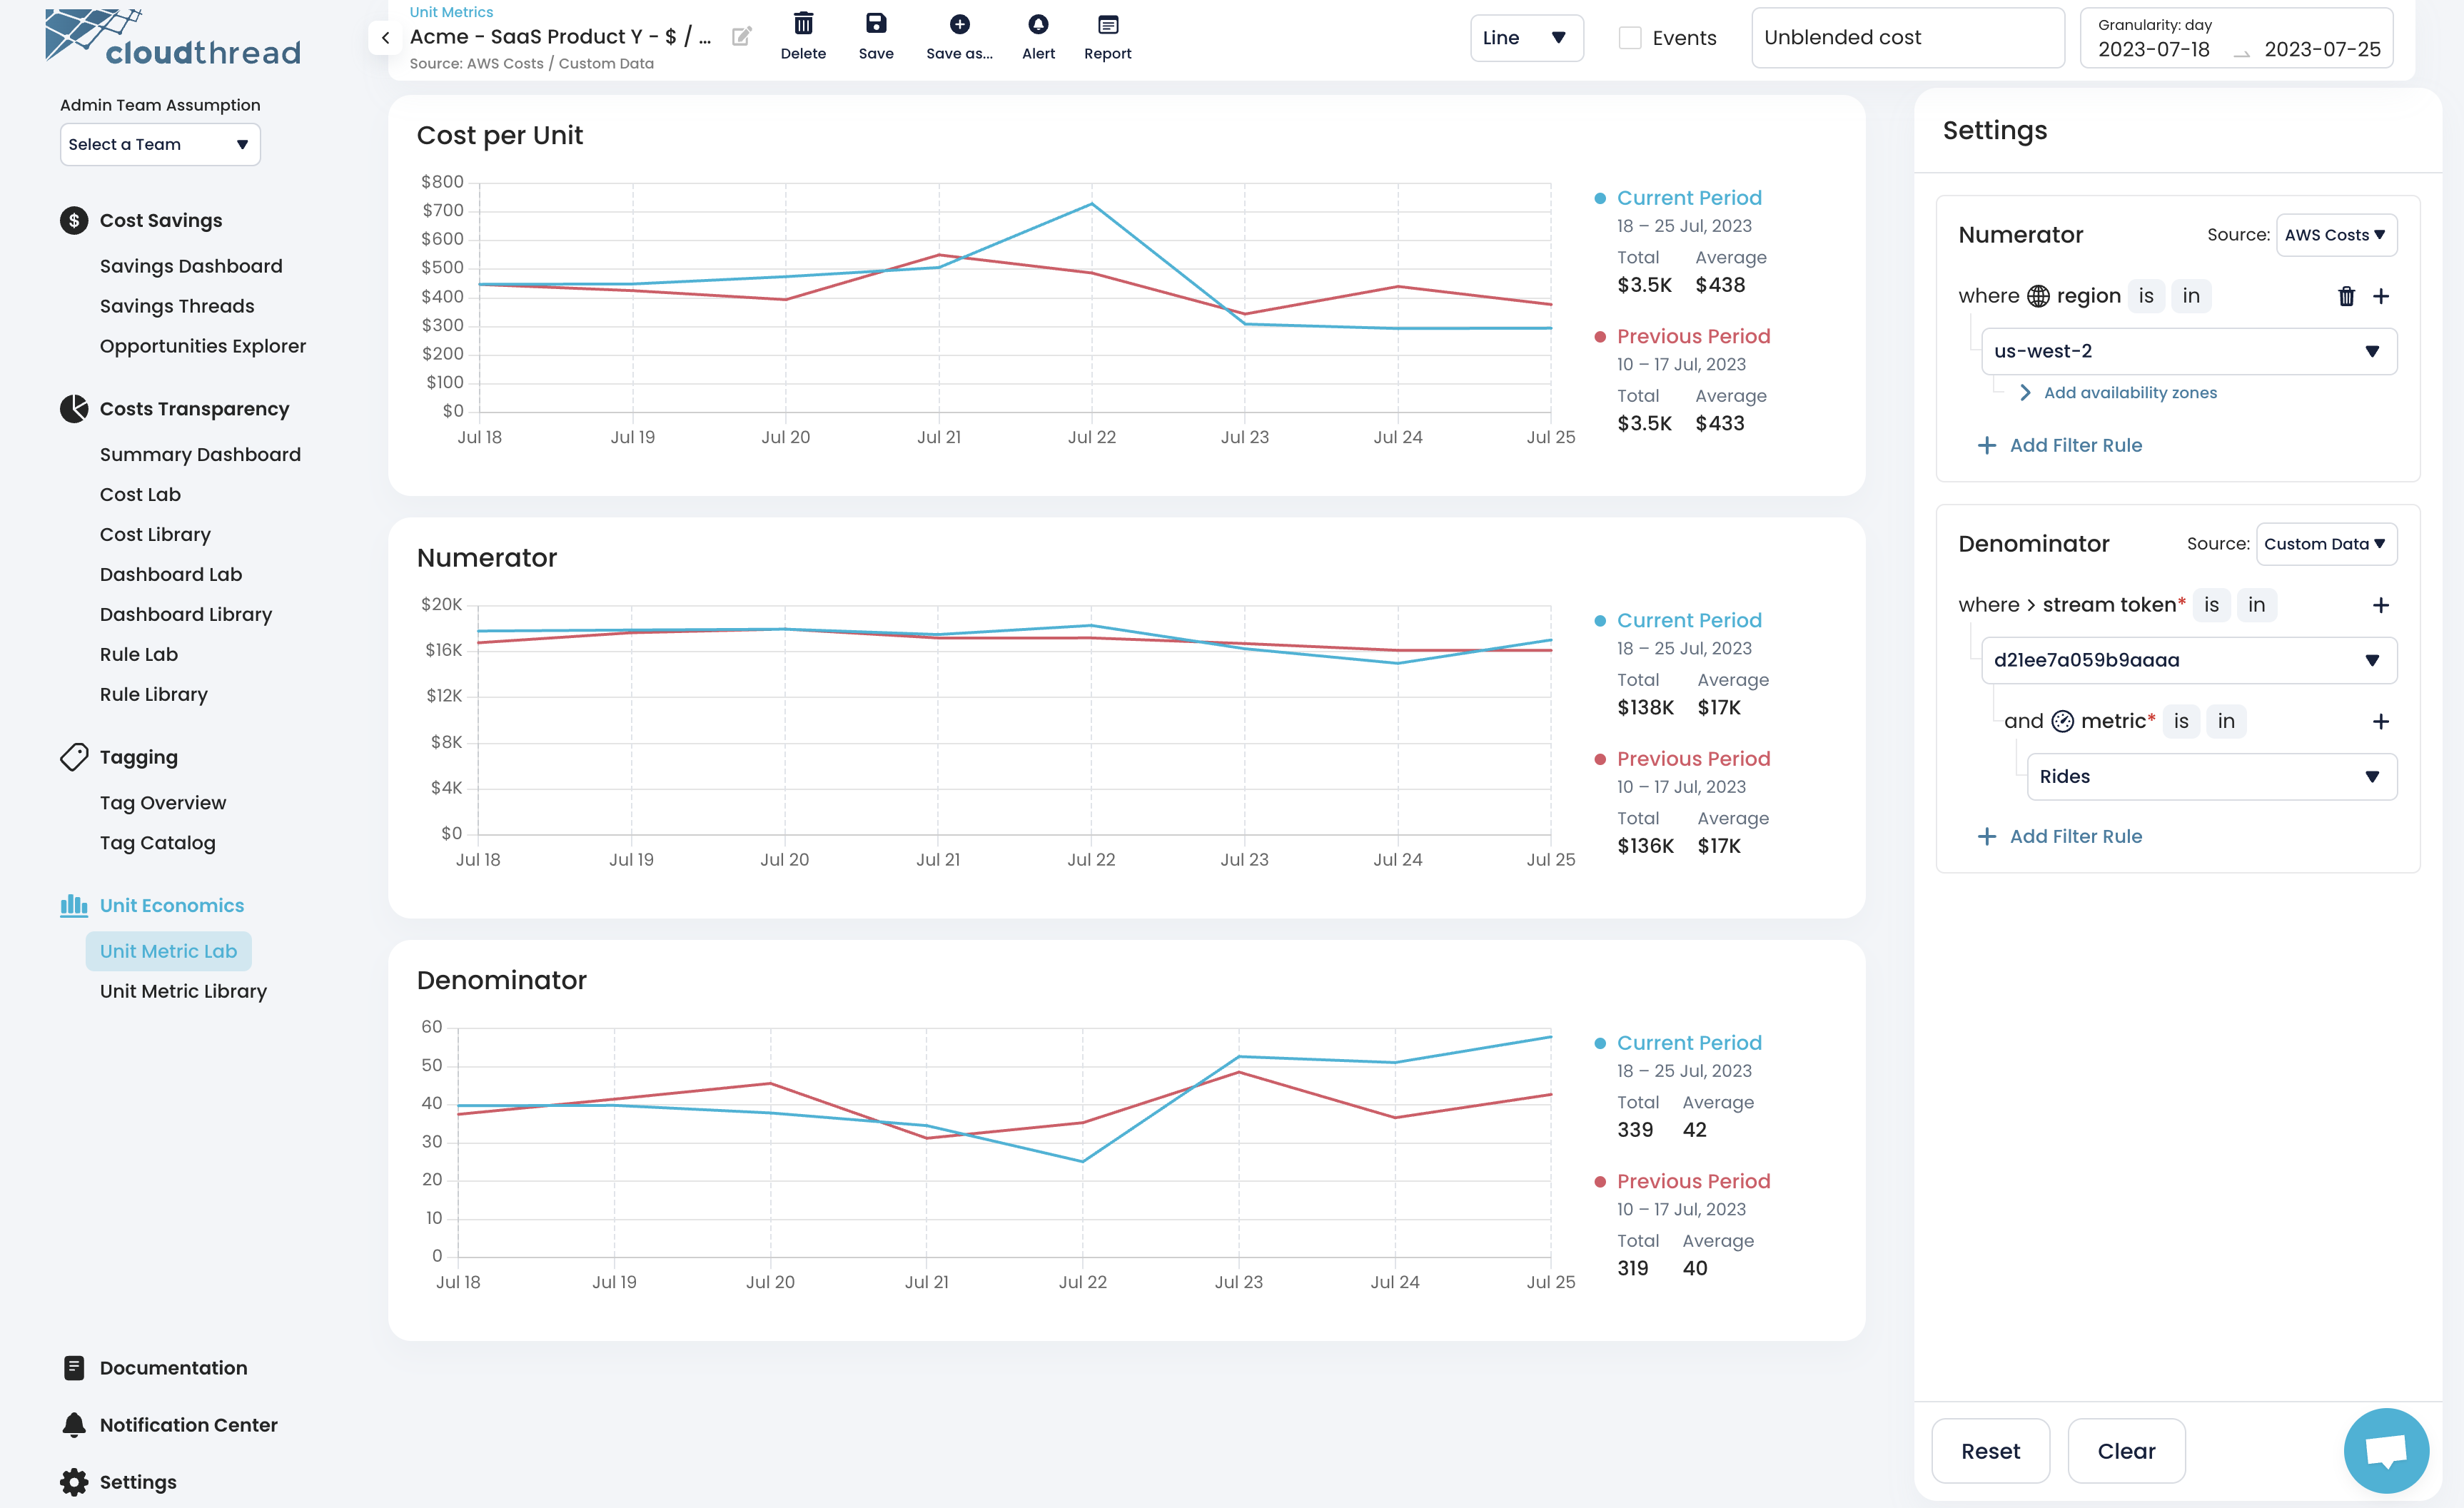 cloudthread
Admin Team Assumption
Select a Team
$ Cost Savings
Savings Dashboard
Savings Threads
Opportunities Explorer
Costs Transparency
Summary Dashboard
Cost Lab
Cost Library
Dashboard Lab
Dashboard Library
Rule Lab
Rule Library
Tagging
Tag Overview
Tag Catalog
Unit Economics
Unit Metric Lab
Unit Metric Library
Documentation
Notification Center
Settings
Unit Metrics
Acme - SaaS Product Y - $ / ...
Source: AWS Costs / Custom Data
Delete
Save
Save as...
Alert
Report
Line
Events
Unblended cost
Granularity: day
2023-07-18 2023-07-25
Cost per Unit
$800
$700
$600
$500
$400
$300
$200
$100
$0
Jul 18 Jul 19 Jul 20 Jul 21 Jul 22 Jul 23 Jul 24 Jul 25
Current Period
18 – 25 Jul, 2023
Total Average
$3.5K $438
Previous Period
10 – 17 Jul, 2023
Total Average
$3.5K $433
Numerator
$20K
$16K
$12K
$8K
$4K
$0
Jul 18 Jul 19 Jul 20 Jul 21 Jul 22 Jul 23 Jul 24 Jul 25
Current Period
18 – 25 Jul, 2023
Total Average
$138K $17K
Previous Period
10 – 17 Jul, 2023
Total Average
$136K $17K
Denominator
60
50
40
30
20
10
0
Jul 18 Jul 19 Jul 20 Jul 21 Jul 22 Jul 23 Jul 24 Jul 25
Current Period
18 – 25 Jul, 2023
Total Average
339 42
Previous Period
10 – 17 Jul, 2023
Total Average
319 40
Settings
Numerator Source: AWS Costs
where region is in
us-west-2
Add availability zones
+ Add Filter Rule
Denominator Source: Custom Data
where > stream token* is in
d21ee7a059b9aaaa
and metric* is in
Rides
+ Add Filter Rule
Reset Clear